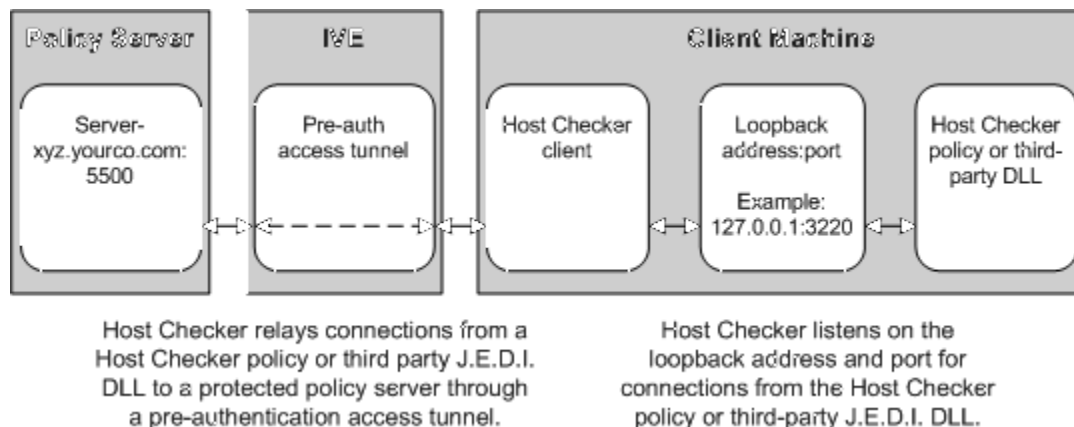 Policy Server
IVE
Client Machine
Server-
xyz.yourco.com:
5500
Pre-auth
access tunnel
Host Checker
client
Loopback
address:port
Example:
127.0.0.1:3220
Host Checker
policy or third-
party DLL
Host Checker relays connections from a
Host Checker policy or third party J.E.D.I.
DLL to a protected policy server through
a pre-authentication access tunnel.
Host Checker listens on the
loopback address and port for
connections from the Host Checker
policy or third-party J.E.D.I. DLL.